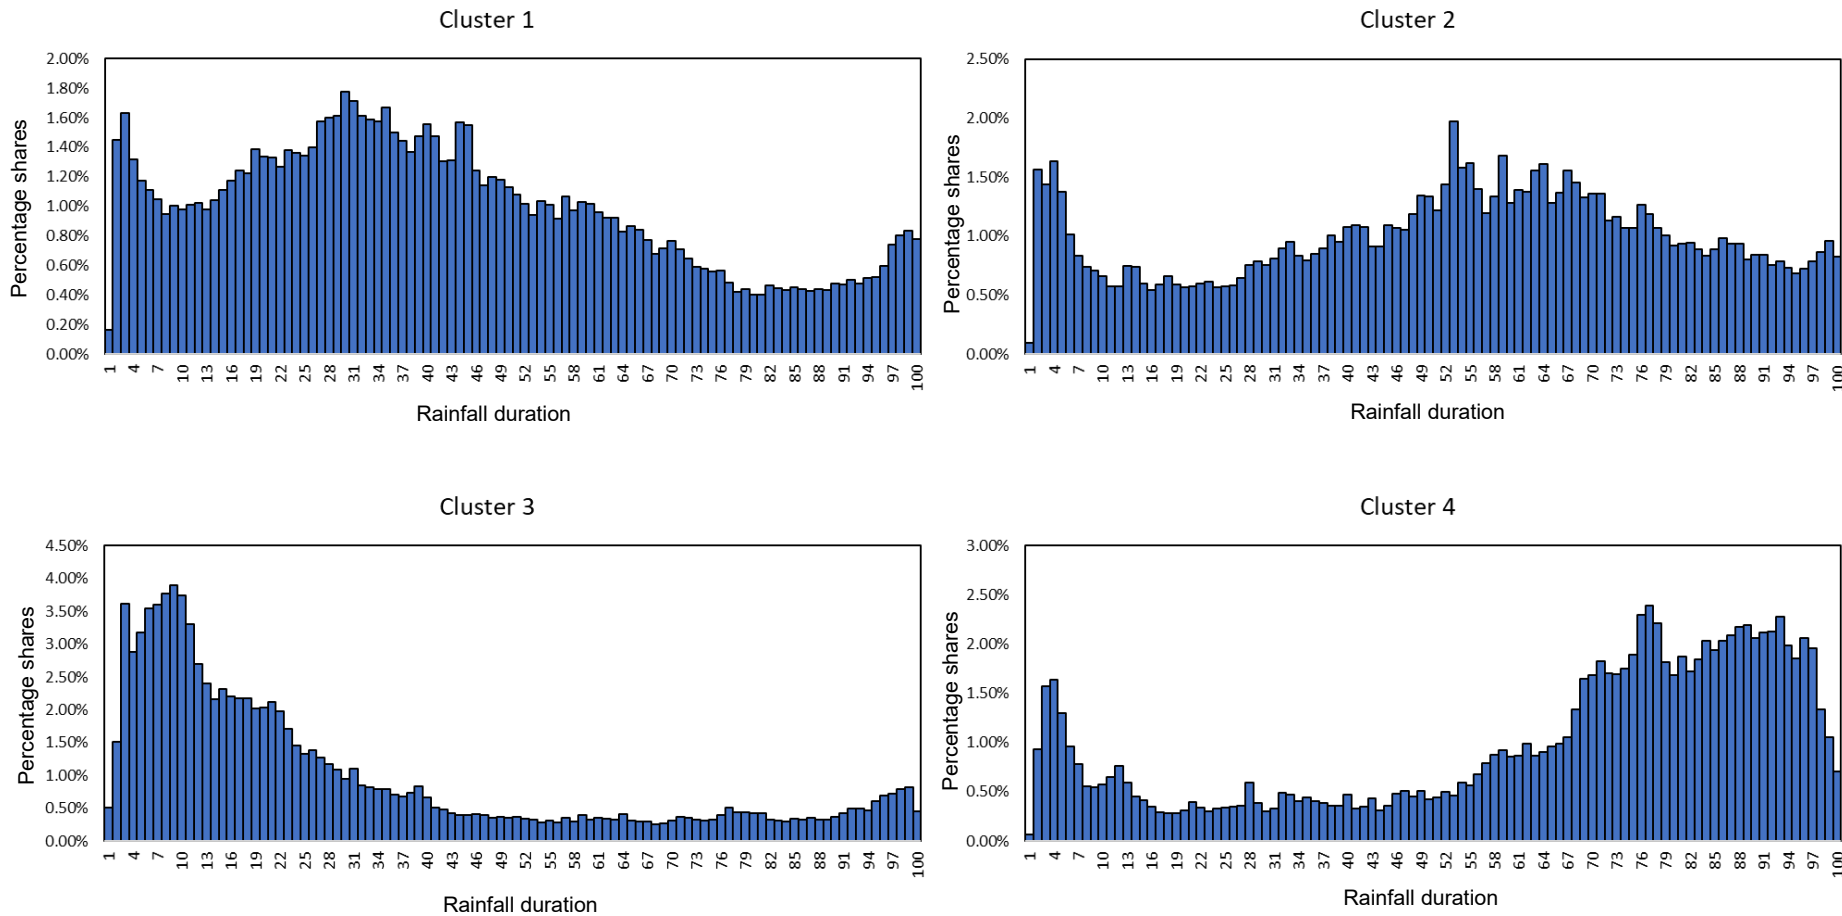 Cluster 1
Percentage shares
2.00%
1.80%
1.60%
1.40%
1.20%
1.00%
0.80%
0.60%
0.40%
0.20%
0.00%
1 4 7 10 13 16 19 22 25 28 31 34 37 40 43 46 49 52 55 58 61 64 67 70 73 76 79 82 85 88 91 94 97 100
Rainfall duration
Cluster 2
Percentage shares
2.50%
2.00%
1.50%
1.00%
0.50%
0.00%
1 4 7 10 13 16 19 22 25 28 31 34 37 40 43 46 49 52 55 58 61 64 67 70 73 76 79 82 85 88 91 94 97 100
Rainfall duration
Cluster 3
Percentage shares
4.50%
4.00%
3.50%
3.00%
2.50%
2.00%
1.50%
1.00%
0.50%
0.00%
1 4 7 10 13 16 19 22 25 28 31 34 37 40 43 46 49 52 55 58 61 64 67 70 73 76 79 82 85 88 91 94 97 100
Rainfall duration
Cluster 4
Percentage shares
3.00%
2.50%
2.00%
1.50%
1.00%
0.50%
0.00%
1 4 7 10 13 16 19 22 25 28 31 34 37 40 43 46 49 52 55 58 61 64 67 70 73 76 79 82 85 88 91 94 97 100
Rainfall duration